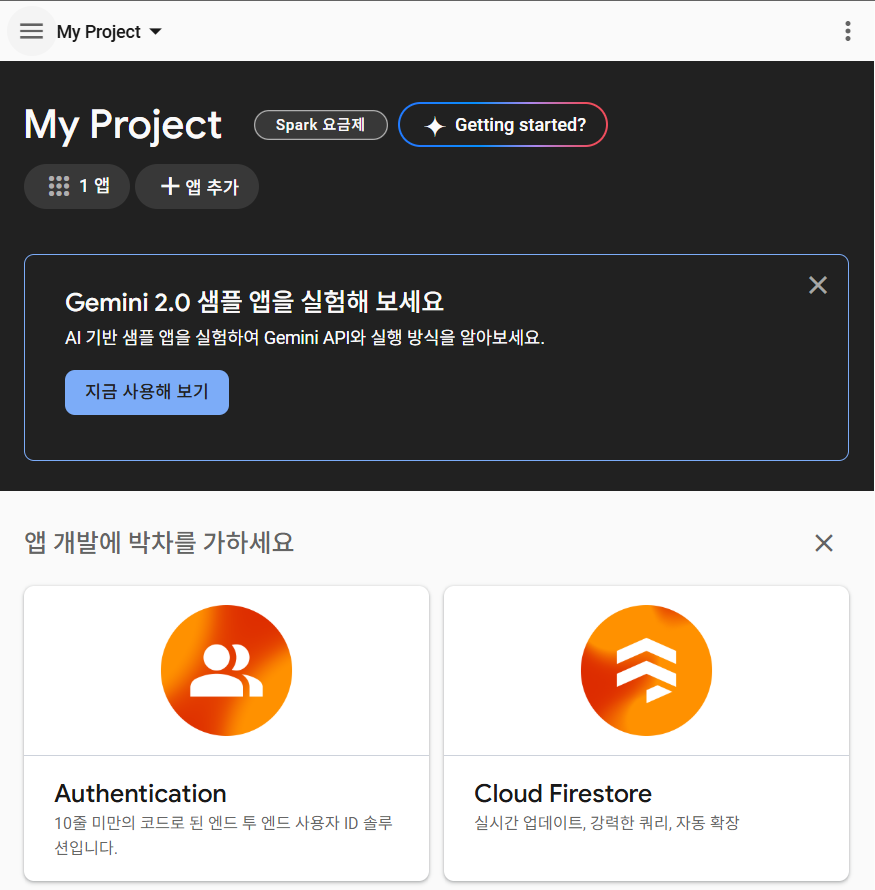 My Project
My Project
Spark 요금제
Getting started?
1 앱
앱 추가
Gemini 2.0 샘플 앱을 실험해 보세요
AI 기반 샘플 앱을 실험하여 Gemini API와 실행 방식을 알아보세요.
지금 사용해 보기
앱 개발에 박차를 가하세요
Authentication
10줄 미만의 코드로 된 엔드 투 엔드 사용자 ID 솔루
션입니다.
Cloud Firestore
실시간 업데이트, 강력한 쿼리, 자동 확장